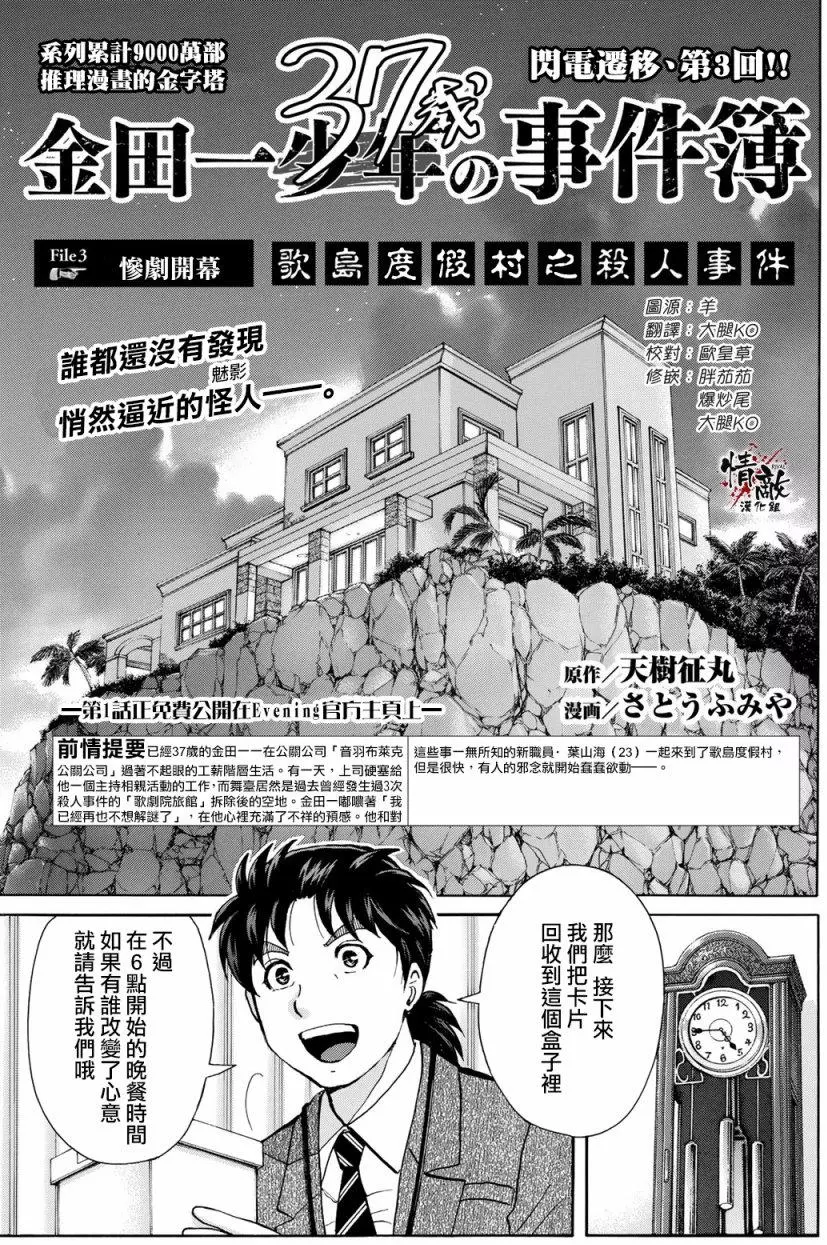 系列累計9000萬部
推理漫畫的金字塔
閃電遷移、第3回!!
37歲
金田一少年の事件簿
File 3
慘劇開幕
歌島度假村之殺人事件
圖源：羊
翻譯：大腿KO
校對：歐皇草
修嵌：胖茄茄
爆炒尾
大腿KO
誰都還沒有發現
魅影
悄然逼近的怪人——。
情敵
RIVAL
漢化組
原作／天樹征丸
漫画／さとうふみや
—第1話正免費公開在Evening官方主頁上—
前情提要 已經37歲的金田一一在公關公司「音羽布萊克
公關公司」過著不起眼的工薪階層生活。有一天，上司硬塞給
他一個主持相親活動的工作,而舞臺居然是過去曾經發生過3次
殺人事件的「歌劇院旅館」拆除後的空地。金田一嘟噥著「我
已經再也不想解謎了」，在他心裡充滿了不祥的預感。他和對
這些事一無所知的新職員·葉山海（23）一起來到了歌島度假村，
但是很快，有人的邪念就開始蠢蠢欲動——。
那麼 接下來
我們把卡片
回收到這個盒子裡
不過
在6點開始的晚餐時間
如果有誰改變了心意
就請告訴我們哦